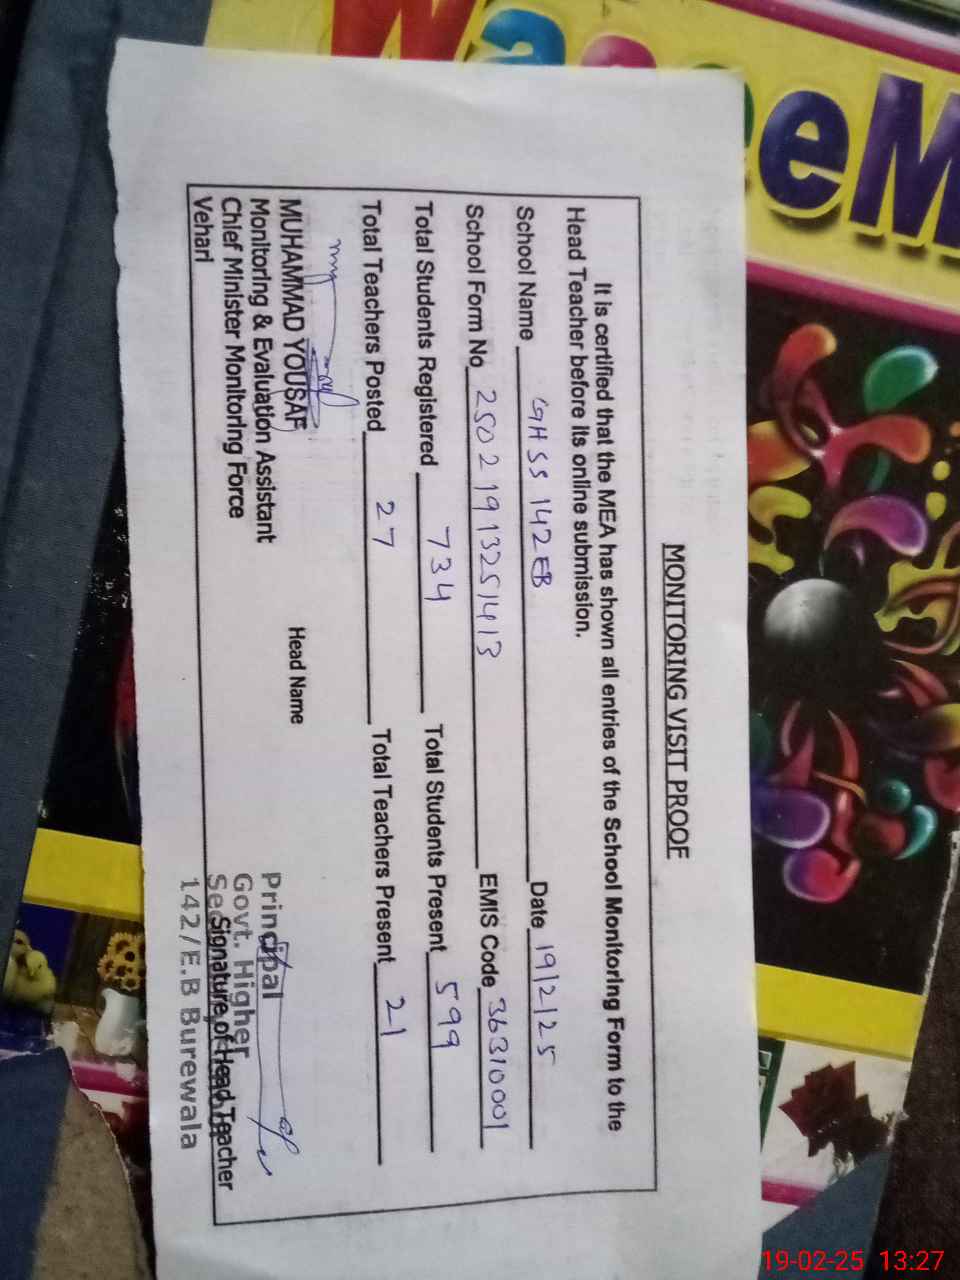 MONITORING VISIT PROOF
It is certified that the MEA has shown all entries of the School Monitoring Form to the
Head Teacher before its online submission.
School Name GHSS 142EB Date 19/2/25
School Form No 25021913251413 EMIS Code 36310001
Total Students Registered 734 Total Students Present 599
Total Teachers Posted 27 Total Teachers Present 21
MUHAMMAD YOUSAF
Monitoring & Evaluation Assistant
Chief Minister Monitoring Force
Vehari
Head Name
Principal
Govt. Higher
Signature of Head Teacher
142/E.B Burewala
eM
19-02-25 13:27